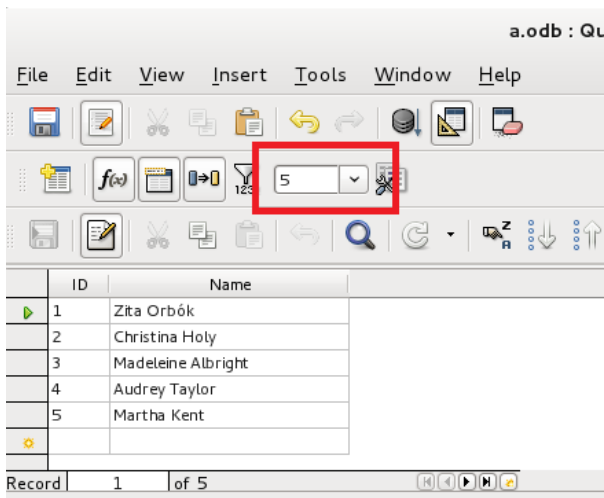 a.odb : Qu
File Edit View Insert Tools Window Help
f(x) 123 5
Z
A
ID Name
1 Zita Orbók
2 Christina Holy
3 Madeleine Albright
4 Audrey Taylor
5 Martha Kent
Record 1 of 5